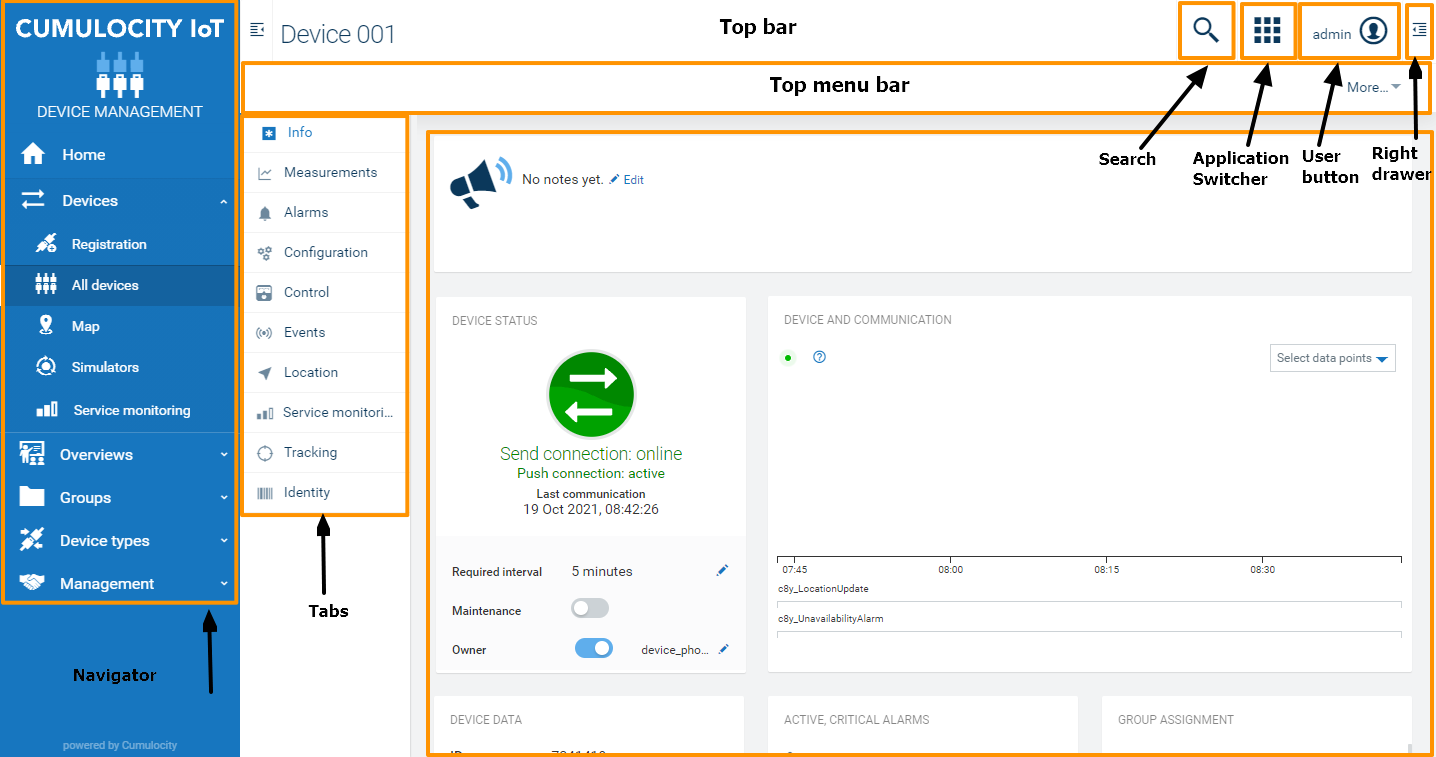 CUMULOCITY IoT
DEVICE MANAGEMENT
Home
Devices
Registration
All devices
Map
Simulators
Service monitoring
Overviews
Groups
Device types
Management
Navigator
powered by Cumulocity
Device 001
Top bar
admin
Top menu bar
More...
Search
Application
Switcher
User
button
Right
drawer
Info
Measurements
Alarms
Configuration
Control
Events
Location
Service monitori...
Tracking
Identity
Tabs
No notes yet. Edit
DEVICE STATUS
Send connection: online
Push connection: active
Last communication
19 Oct 2021, 08:42:26
Required interval 5 minutes
Maintenance
Owner device_pho...
DEVICE AND COMMUNICATION
Select data points
07:45 08:00 08:15 08:30
c8y_LocationUpdate
c8y_UnavailabilityAlarm
DEVICE DATA
ACTIVE, CRITICAL ALARMS
GROUP ASSIGNMENT